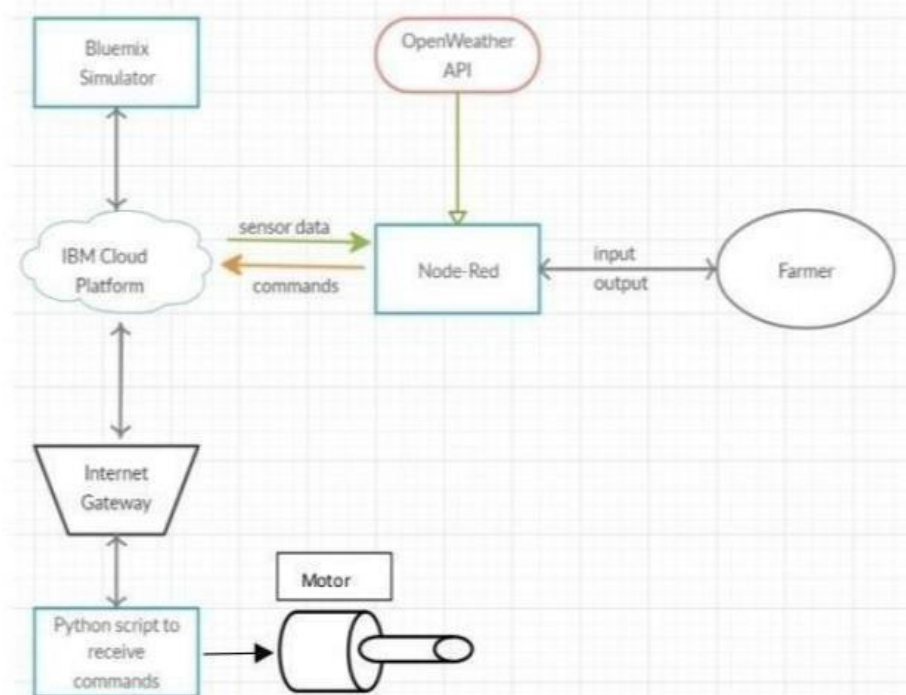 Bluemix
Simulator
OpenWeather
API
IBM Cloud
Platform
sensor data
commands
Node-Red
input
output
Farmer
Internet
Gateway
Motor
Python script to
receive
commands